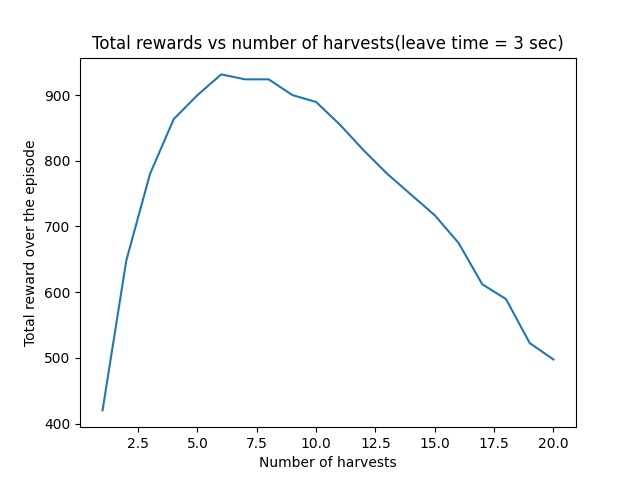 Total rewards vs number of harvests(leave time = 3 sec)
Total reward over the episode
900
800
700
600
500
400
2.5 5.0 7.5 10.0 12.5 15.0 17.5 20.0
Number of harvests